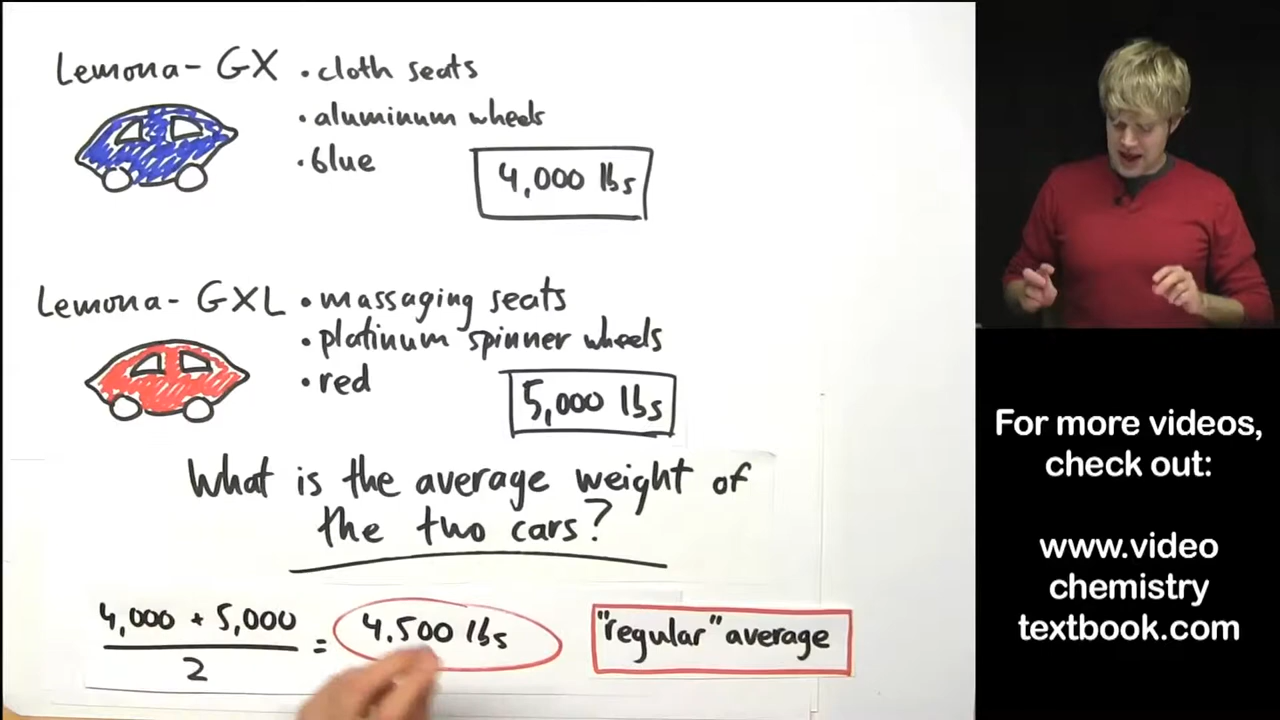 Lemona-GX
• cloth seats
• aluminum wheels
• blue
4,000 lbs
Lemona-GXL
• massaging seats
• platinum spinner wheels
• red
5,000 lbs
What is the average weight of
the two cars?
4,000 + 5,000
2
=
4.500 lbs
"regular" average
For more videos,
check out:
www.video
chemistry
textbook.com